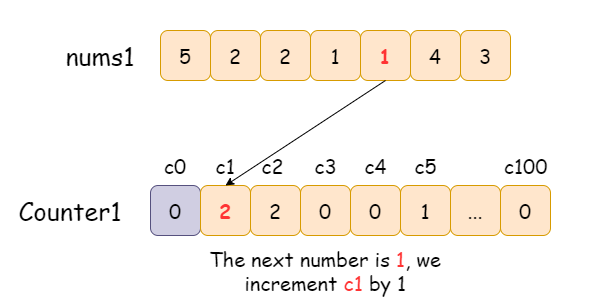 nums1 5 2 2 1 1 4 3
c0 c1 c2 c3 c4 c5 c100
Counter1 0 2 2 0 0 1 ... 0
The next number is 1, we
increment c1 by 1